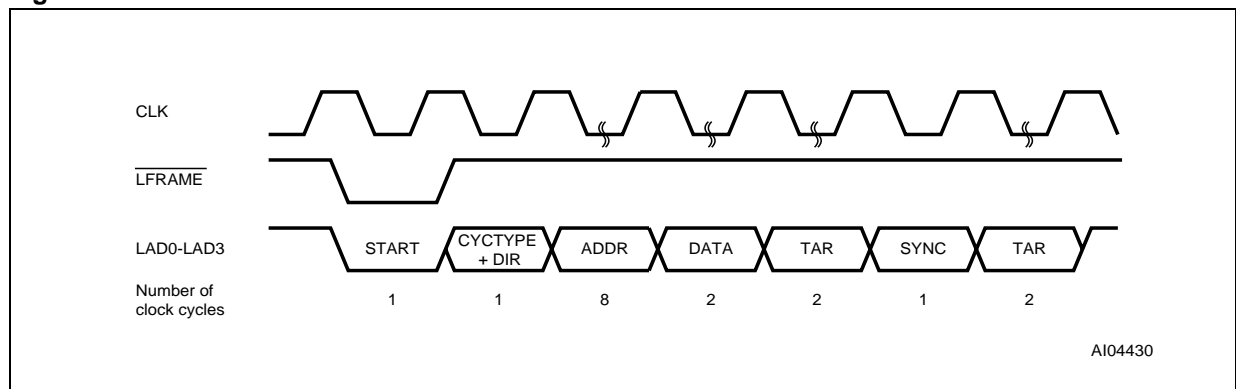 CLK
LFRAME
LAD0-LAD3
START
CYCTYPE
+ DIR
ADDR
DATA
TAR
SYNC
TAR
Number of
clock cycles
1
1
8
2
2
1
2
AI04430